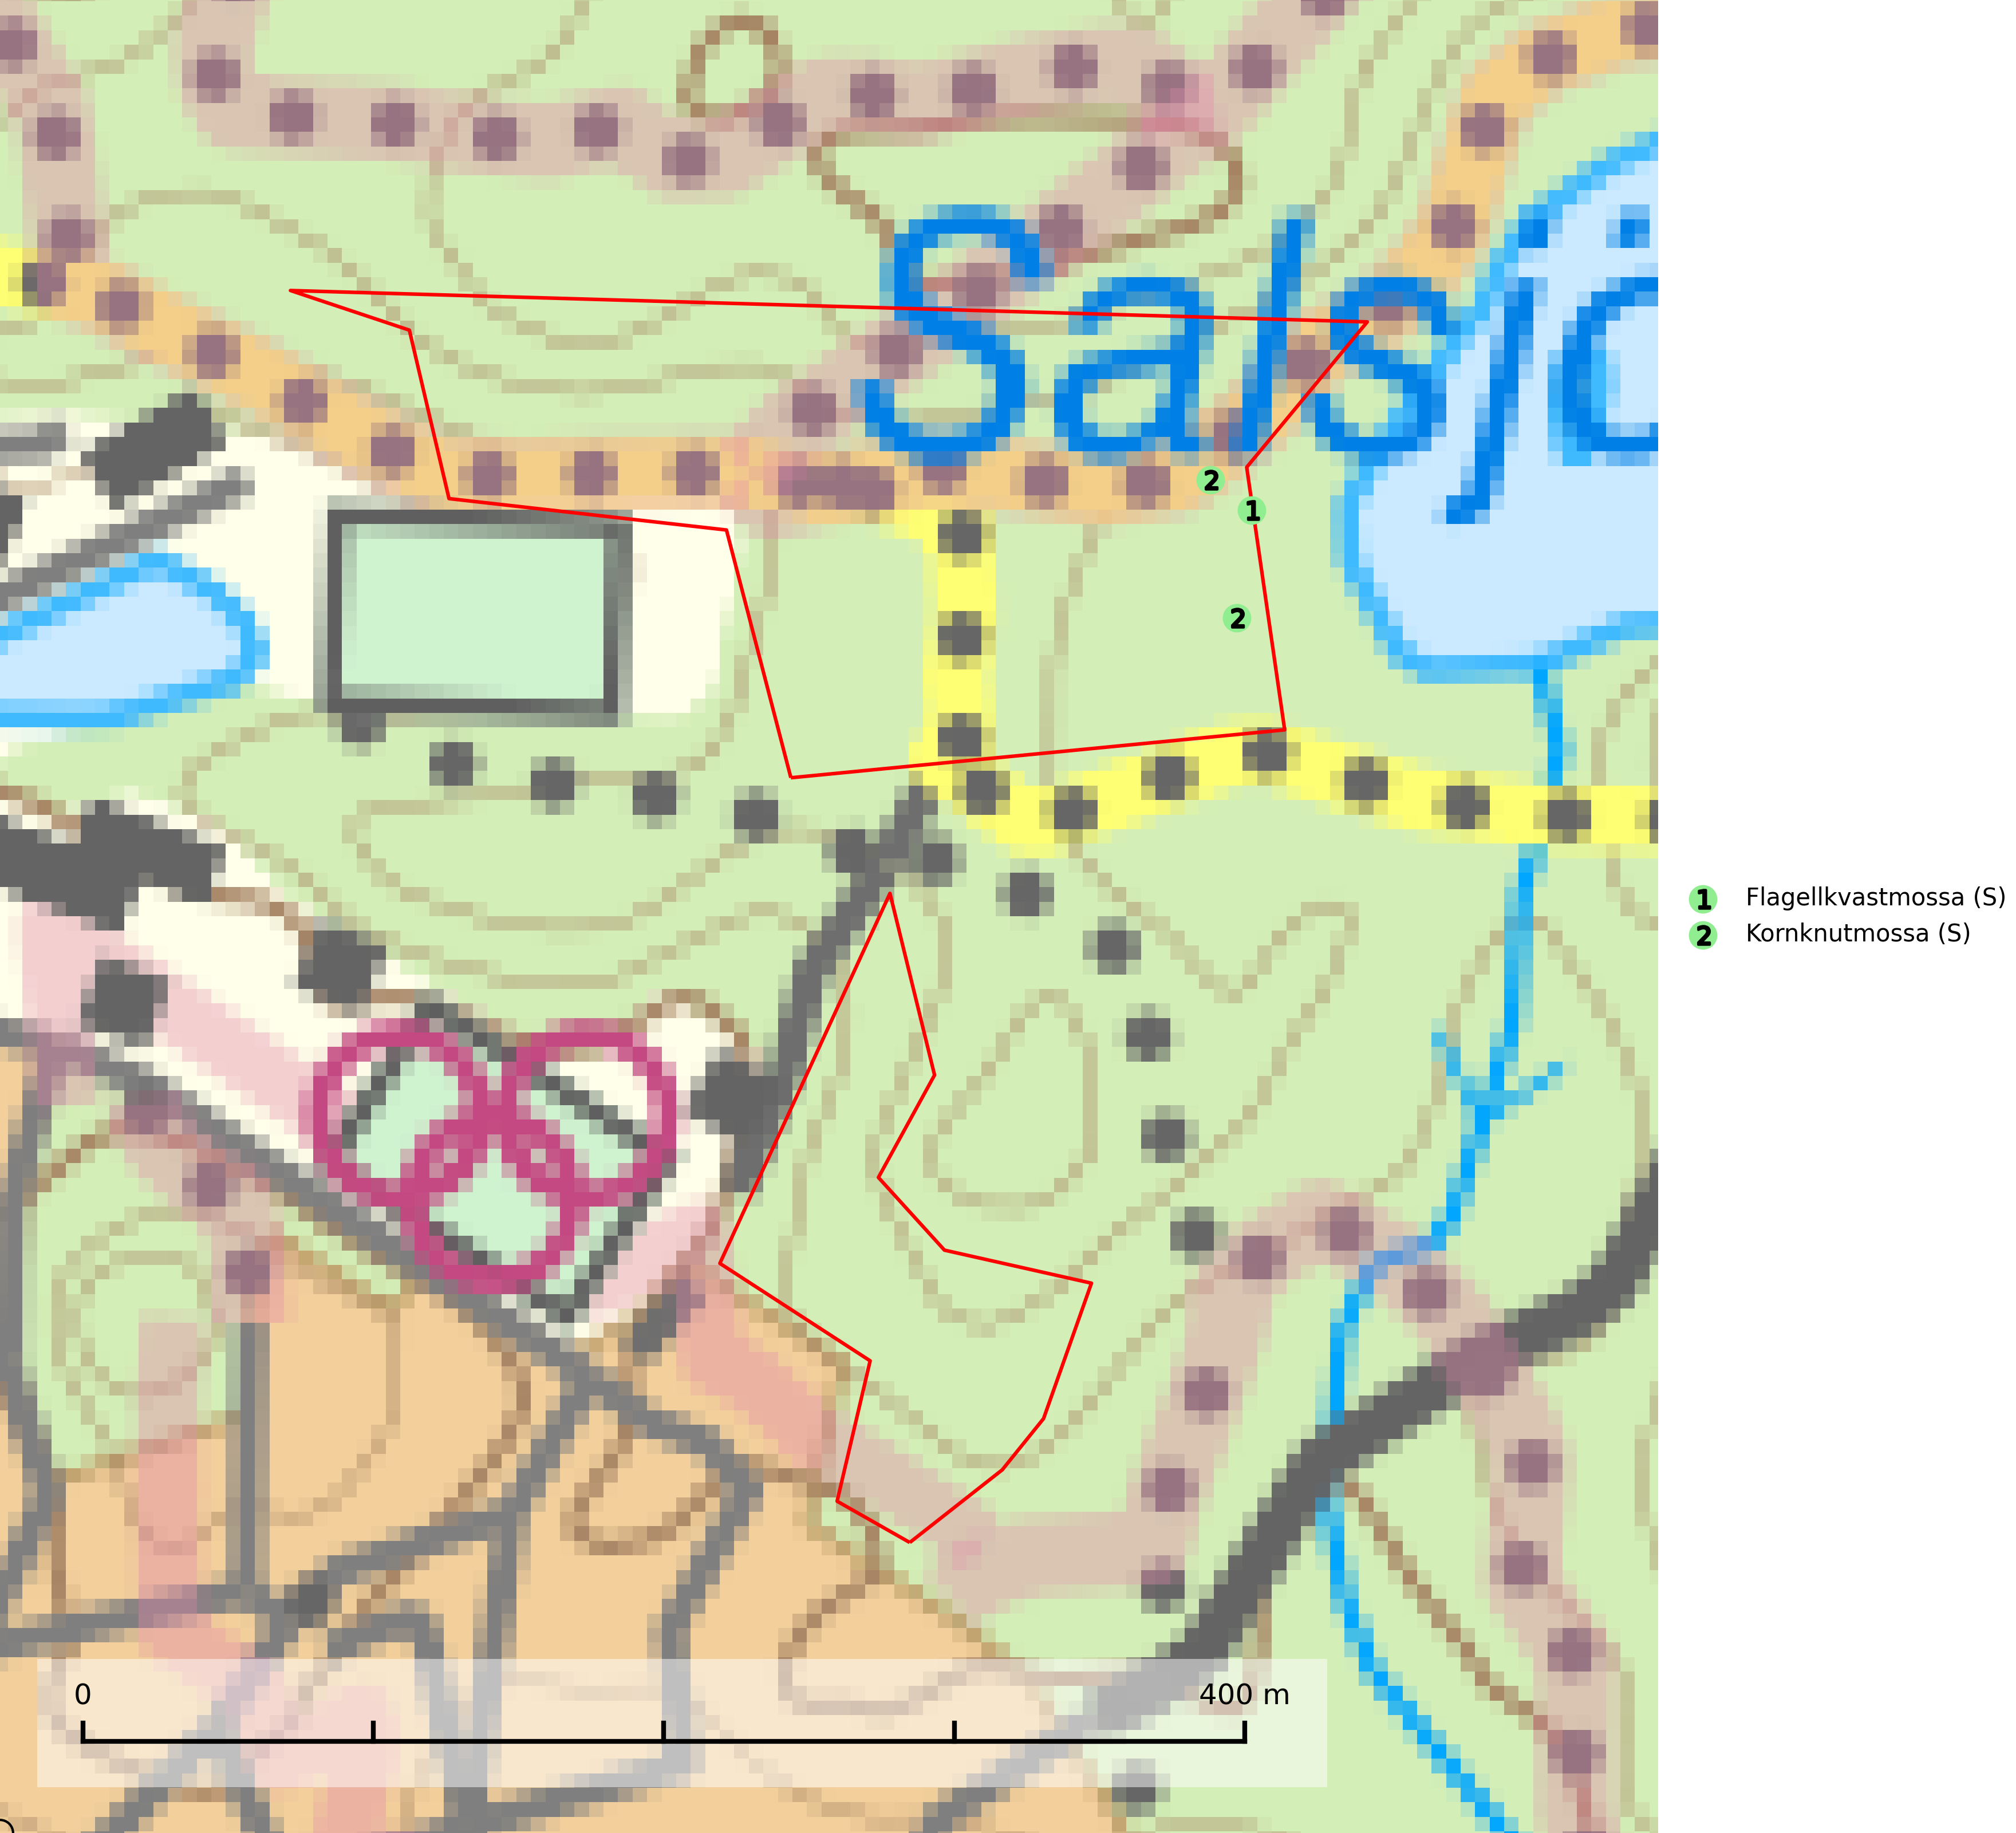 Salsjö
2
1
2
1 Flagellkvastmossa (S)
2 Kornknutmossa (S)
0 400 m